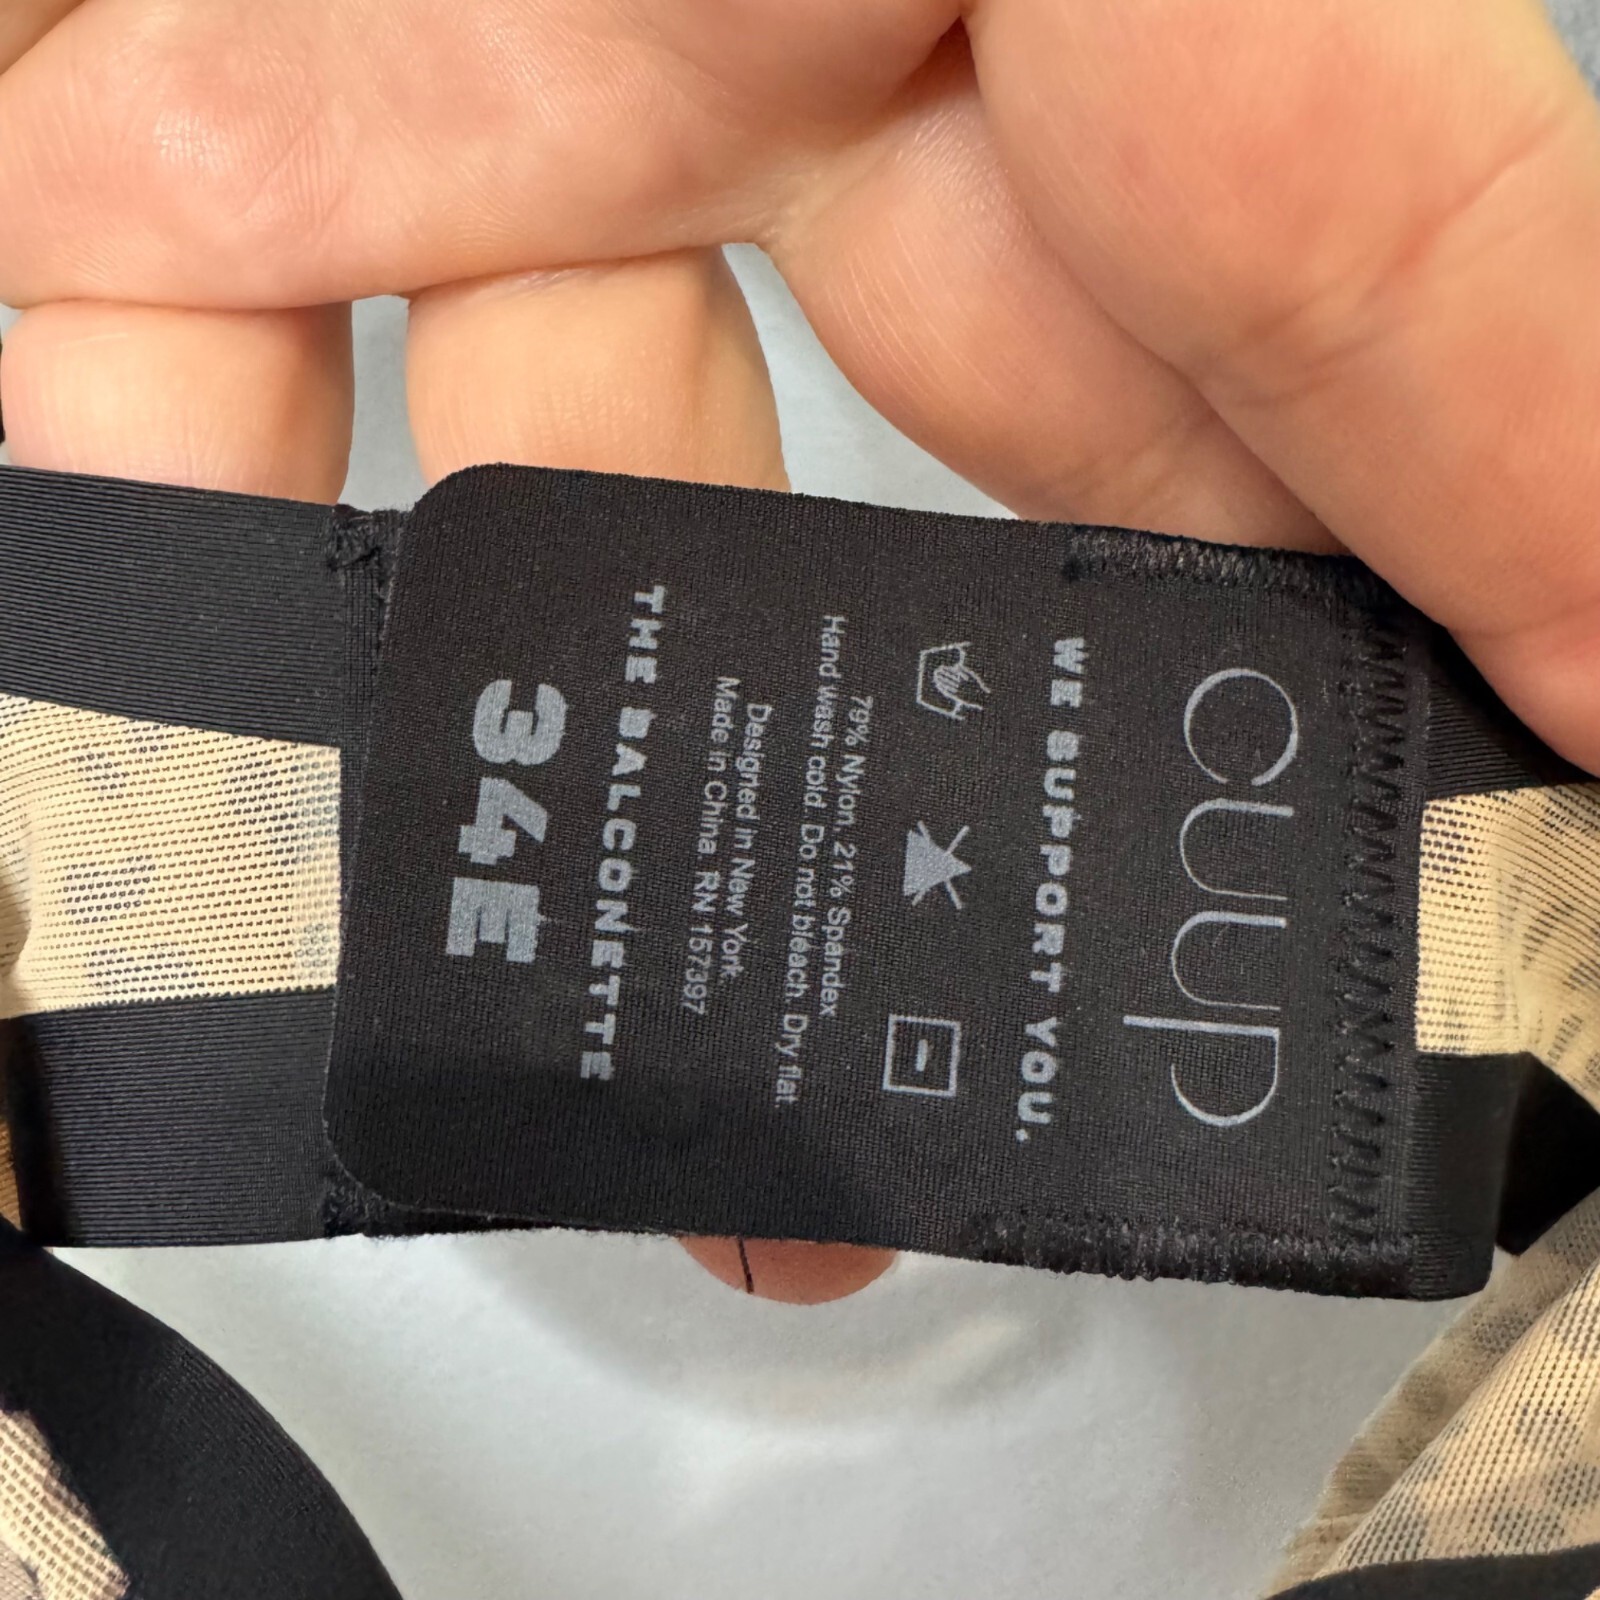 CUUP
WE SUPPORT YOU.
79% Nylon, 21% Spandex
Hand wash cold. Do not bleach. Dry flat.
Designed in New York.
Made in China. RN 157397
THE BALCONETTE
34E